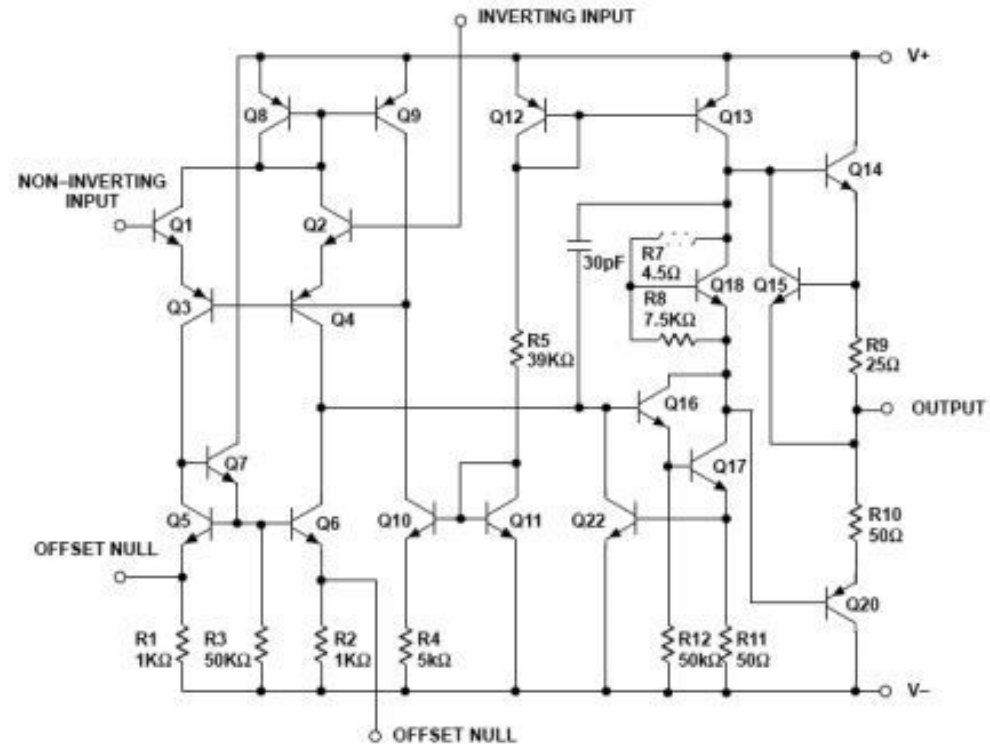 INVERTING INPUT
V+
Q8
Q9
Q12
Q13
Q14
NON–INVERTING
INPUT
Q1
Q2
30pF
R7
4.5Ω
Q18
Q15
R8
7.5KΩ
Q3
Q4
R5
39KΩ
R9
25Ω
Q16
OUTPUT
Q7
Q17
Q5
Q6
Q10
Q11
Q22
R10
50Ω
OFFSET NULL
Q20
R1
1KΩ
R3
50KΩ
R2
1KΩ
R4
5kΩ
R12
50kΩ
R11
50Ω
V–
OFFSET NULL